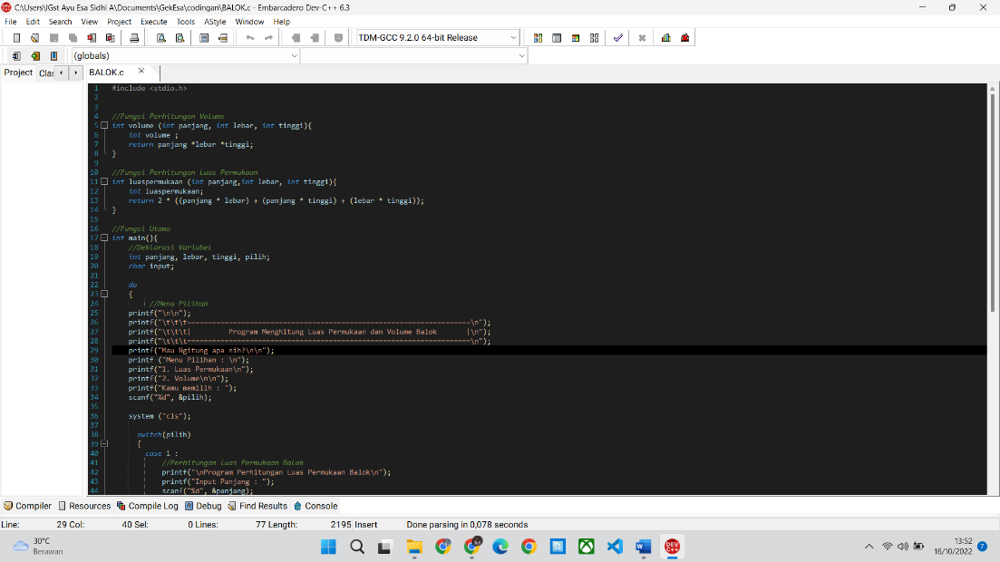 C:\Users\IGst Ayu Esa Sidhi A\Documents\GekEsa\codingan\BALOK.c - Embarcadero Dev-C++ 6.3
File Edit Search View Project Execute Tools AStyle Window Help
TDM-GCC 9.2.0 64-bit Release
(globals)
Project Clas BALOK.c
1 #include <stdio.h>
2
3
4 //Fungsi Perhitungan Volume
5 int volume (int panjang, int lebar, int tinggi){
6 int volume ;
7 return panjang *lebar *tinggi;
8 }
9
10 //Fungsi Perhitungan Luas Permukaan
11 int luaspermukaan (int panjang,int lebar, int tinggi){
12 int luaspermukaan;
13 return 2 * ((panjang * lebar) + (panjang * tinggi) + (lebar * tinggi));
14 }
15
16 //Fungsi Utama
17 int main(){
18 //Deklarasi Variabel
19 int panjang, lebar, tinggi, pilih;
20 char input;
21
22 do
23 {
24 //Menu Pilihan
25 printf("\n\n");
26 printf("\t\t\t====================================================================\n");
27 printf("\t\t\t| Program Menghitung Luas Permukaan dan Volume Balok |\n");
28 printf("\t\t\t====================================================================\n");
29 printf("Mau Ngitung apa nih?\n\n");
30 printf ("Menu Pilihan : \n");
31 printf("1. Luas Permukaan\n");
32 printf("2. Volume\n\n");
33 printf("Kamu memilih : ");
34 scanf("%d", &pilih);
35
36 system ("cls");
37
38 switch(pilih)
39 {
40 case 1 :
41 //Perhitungan Luas Permukaan Balok
42 printf("\nProgram Perhitungan Luas Permukaan Balok\n");
43 printf("Input Panjang : ");
44 scanf("%d", &panjang);
Compiler Resources Compile Log Debug Find Results Console
Line: 29 Col: 40 Sel: 0 Lines: 77 Length: 2195 Insert Done parsing in 0,078 seconds
30°C
Berawan
DEV C++
13:52
16/10/2022
7